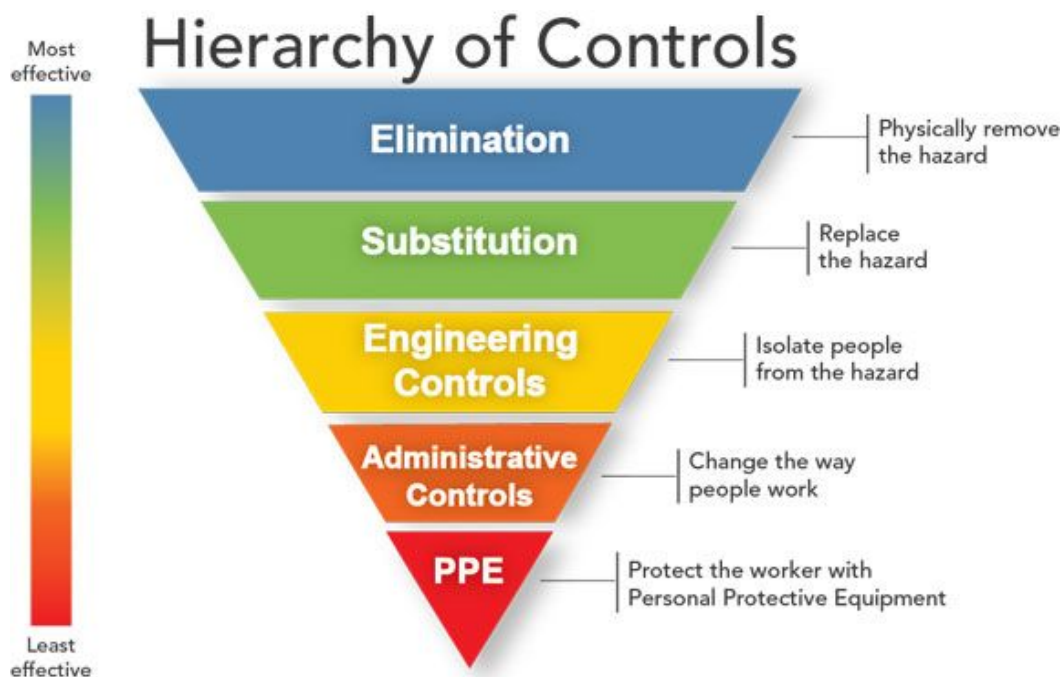 Hierarchy of Controls
Most
effective
Elimination
Physically remove
the hazard
Substitution
Replace
the hazard
Engineering
Controls
Isolate people
from the hazard
Administrative
Controls
Change the way
people work
PPE
Protect the worker with
Personal Protective Equipment
Least
effective